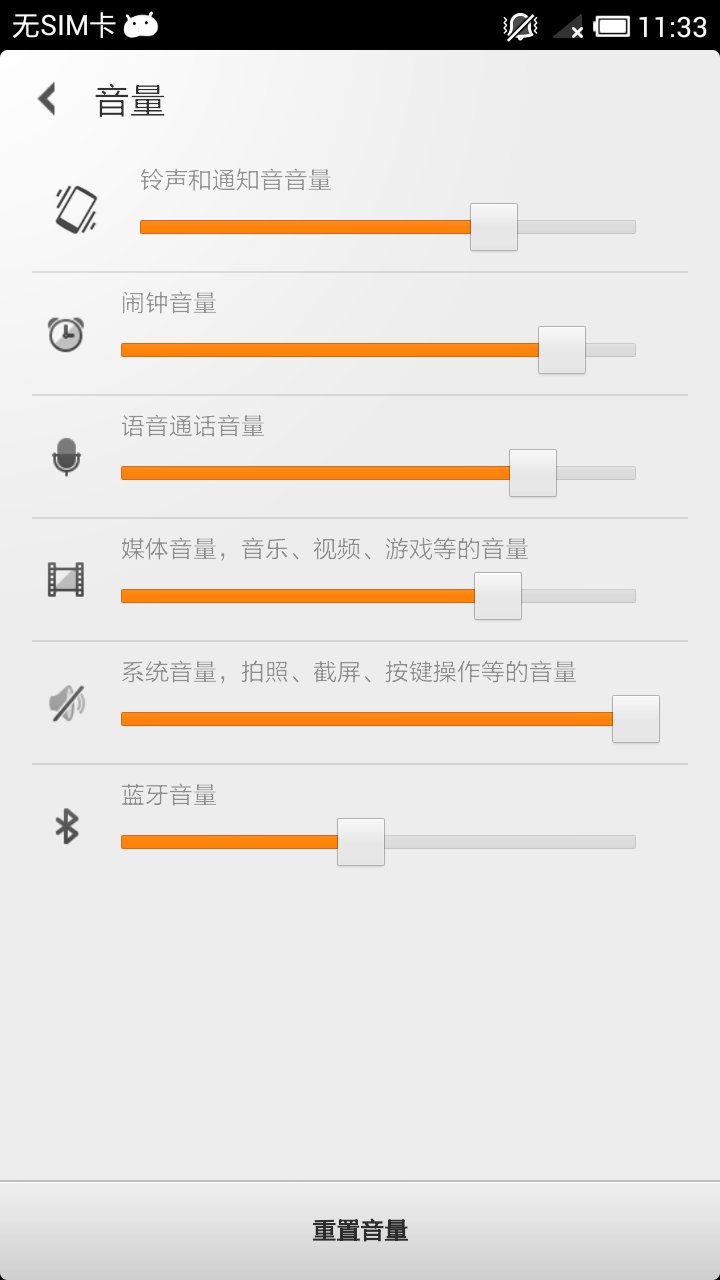 无SIM卡 11:33
音量
铃声和通知音音量
闹钟音量
语音通话音量
媒体音量，音乐、视频、游戏等的音量
系统音量，拍照、截屏、按键操作等的音量
蓝牙音量
重置音量